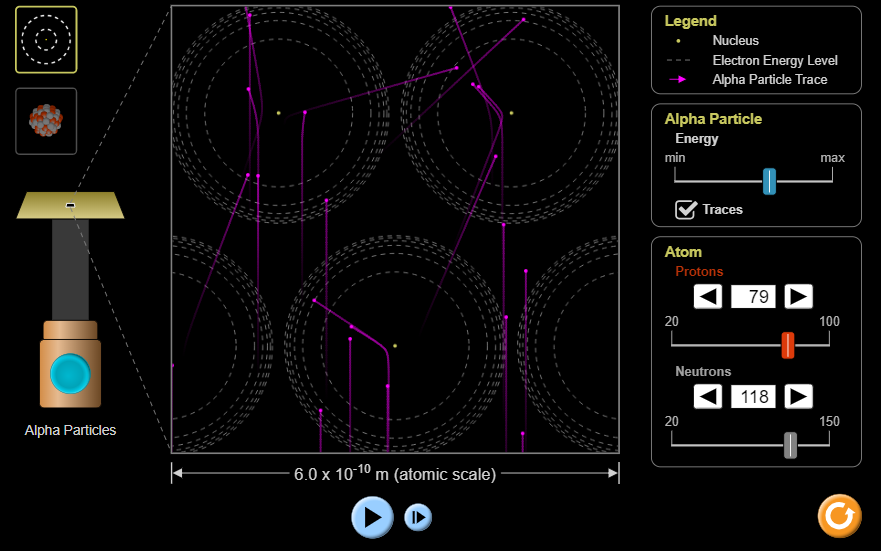 Legend
Nucleus
Electron Energy Level
Alpha Particle Trace
Alpha Particle
Energy
min max
Traces
Atom
Protons
79
20 100
Neutrons
118
20 150
Alpha Particles
6.0 x 10⁻¹⁰ m (atomic scale)